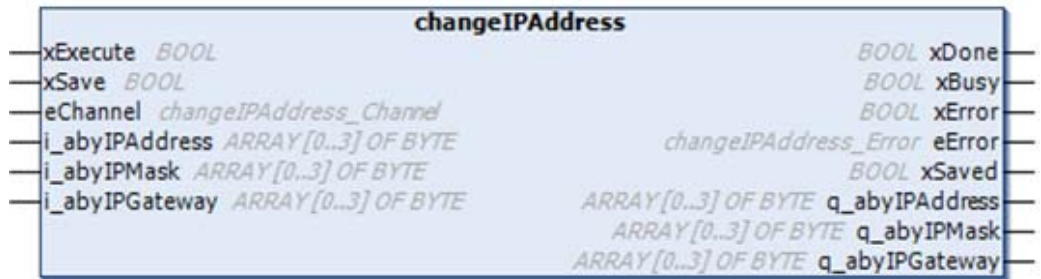 changeIPAddress
xExecute BOOL BOOL xDone
xSave BOOL BOOL xBusy
eChannel changeIPAddress_Channel BOOL xError
i_abyIPAddress ARRAY [0..3] OF BYTE changeIPAddress_Error eError
i_abyIPMask ARRAY [0..3] OF BYTE BOOL xSaved
i_abyIPGateway ARRAY [0..3] OF BYTE ARRAY [0..3] OF BYTE q_abyIPAddress
ARRAY [0..3] OF BYTE q_abyIPMask
ARRAY [0..3] OF BYTE q_abyIPGateway